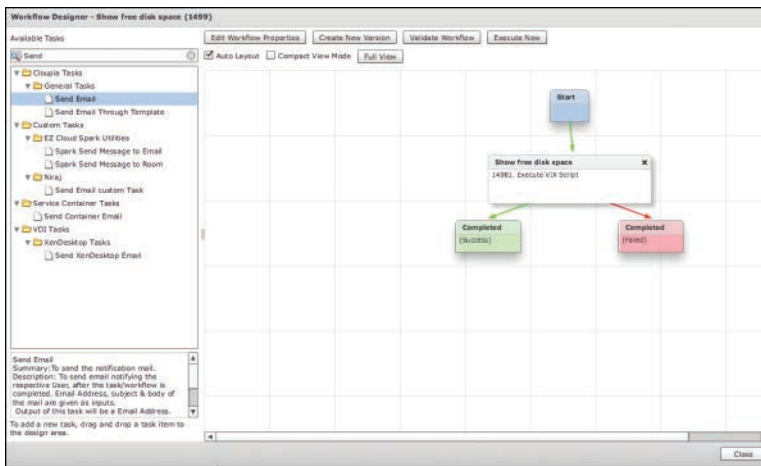 Workflow Designer - Show free disk space (1499)
Available Tasks
Edit Workflow Properties
Create New Version
Validate Workflow
Execute Now
Send
Auto Layout
Compact View Mode
Full View
Cloupia Tasks
General Tasks
Send Email
Send Email Through Template
Custom Tasks
EZ Cloud Spark Utilities
Spark Send Message to Email
Spark Send Message to Room
Niraj
Send Email custom Task
Service Container Tasks
Send Container Email
VDI Tasks
XenDesktop Tasks
Send XenDesktop Email
Start
Show free disk space
14981. Execute VIX Script
Completed
(Success)
Completed
(Failed)
Send Email
Summary:To send the notification mail.
Description: To send email notifying the
respective User, after the task/workflow is
completed. Email Address, subject & body of
the mail are given as inputs.
Output of this task will be a Email Address.
To add a new task, drag and drop a task item to
the design area.
Close